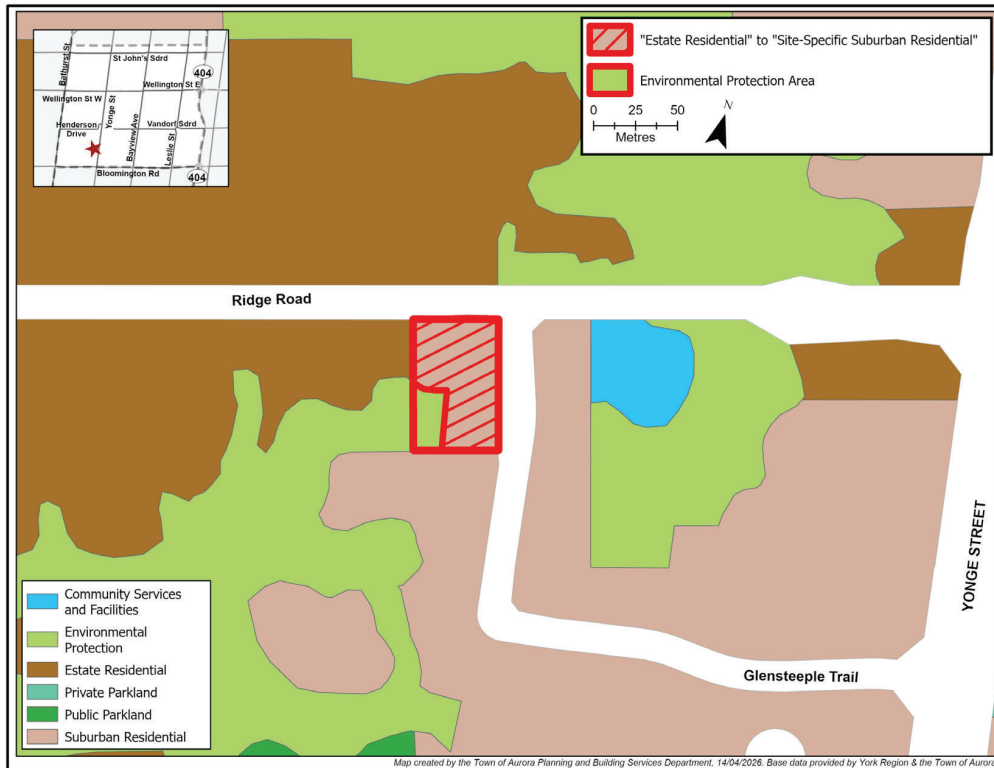 St John's Sdrd
Bathurst St
404
Wellington St E
Wellington St W
Yonge St
Henderson
Drive
Vandorf Sdrd
Bayview Ave
Leslie St
Bloomington Rd
404
"Estate Residential" to "Site-Specific Suburban Residential"
Environmental Protection Area
0 25 50
Metres
N
Ridge Road
YONGE STREET
Glensteeple Trail
Community Services
and Facilities
Environmental
Protection
Estate Residential
Private Parkland
Public Parkland
Suburban Residential
Map created by the Town of Aurora Planning and Building Services Department, 14/04/2026. Base data provided by York Region & the Town of Aurora